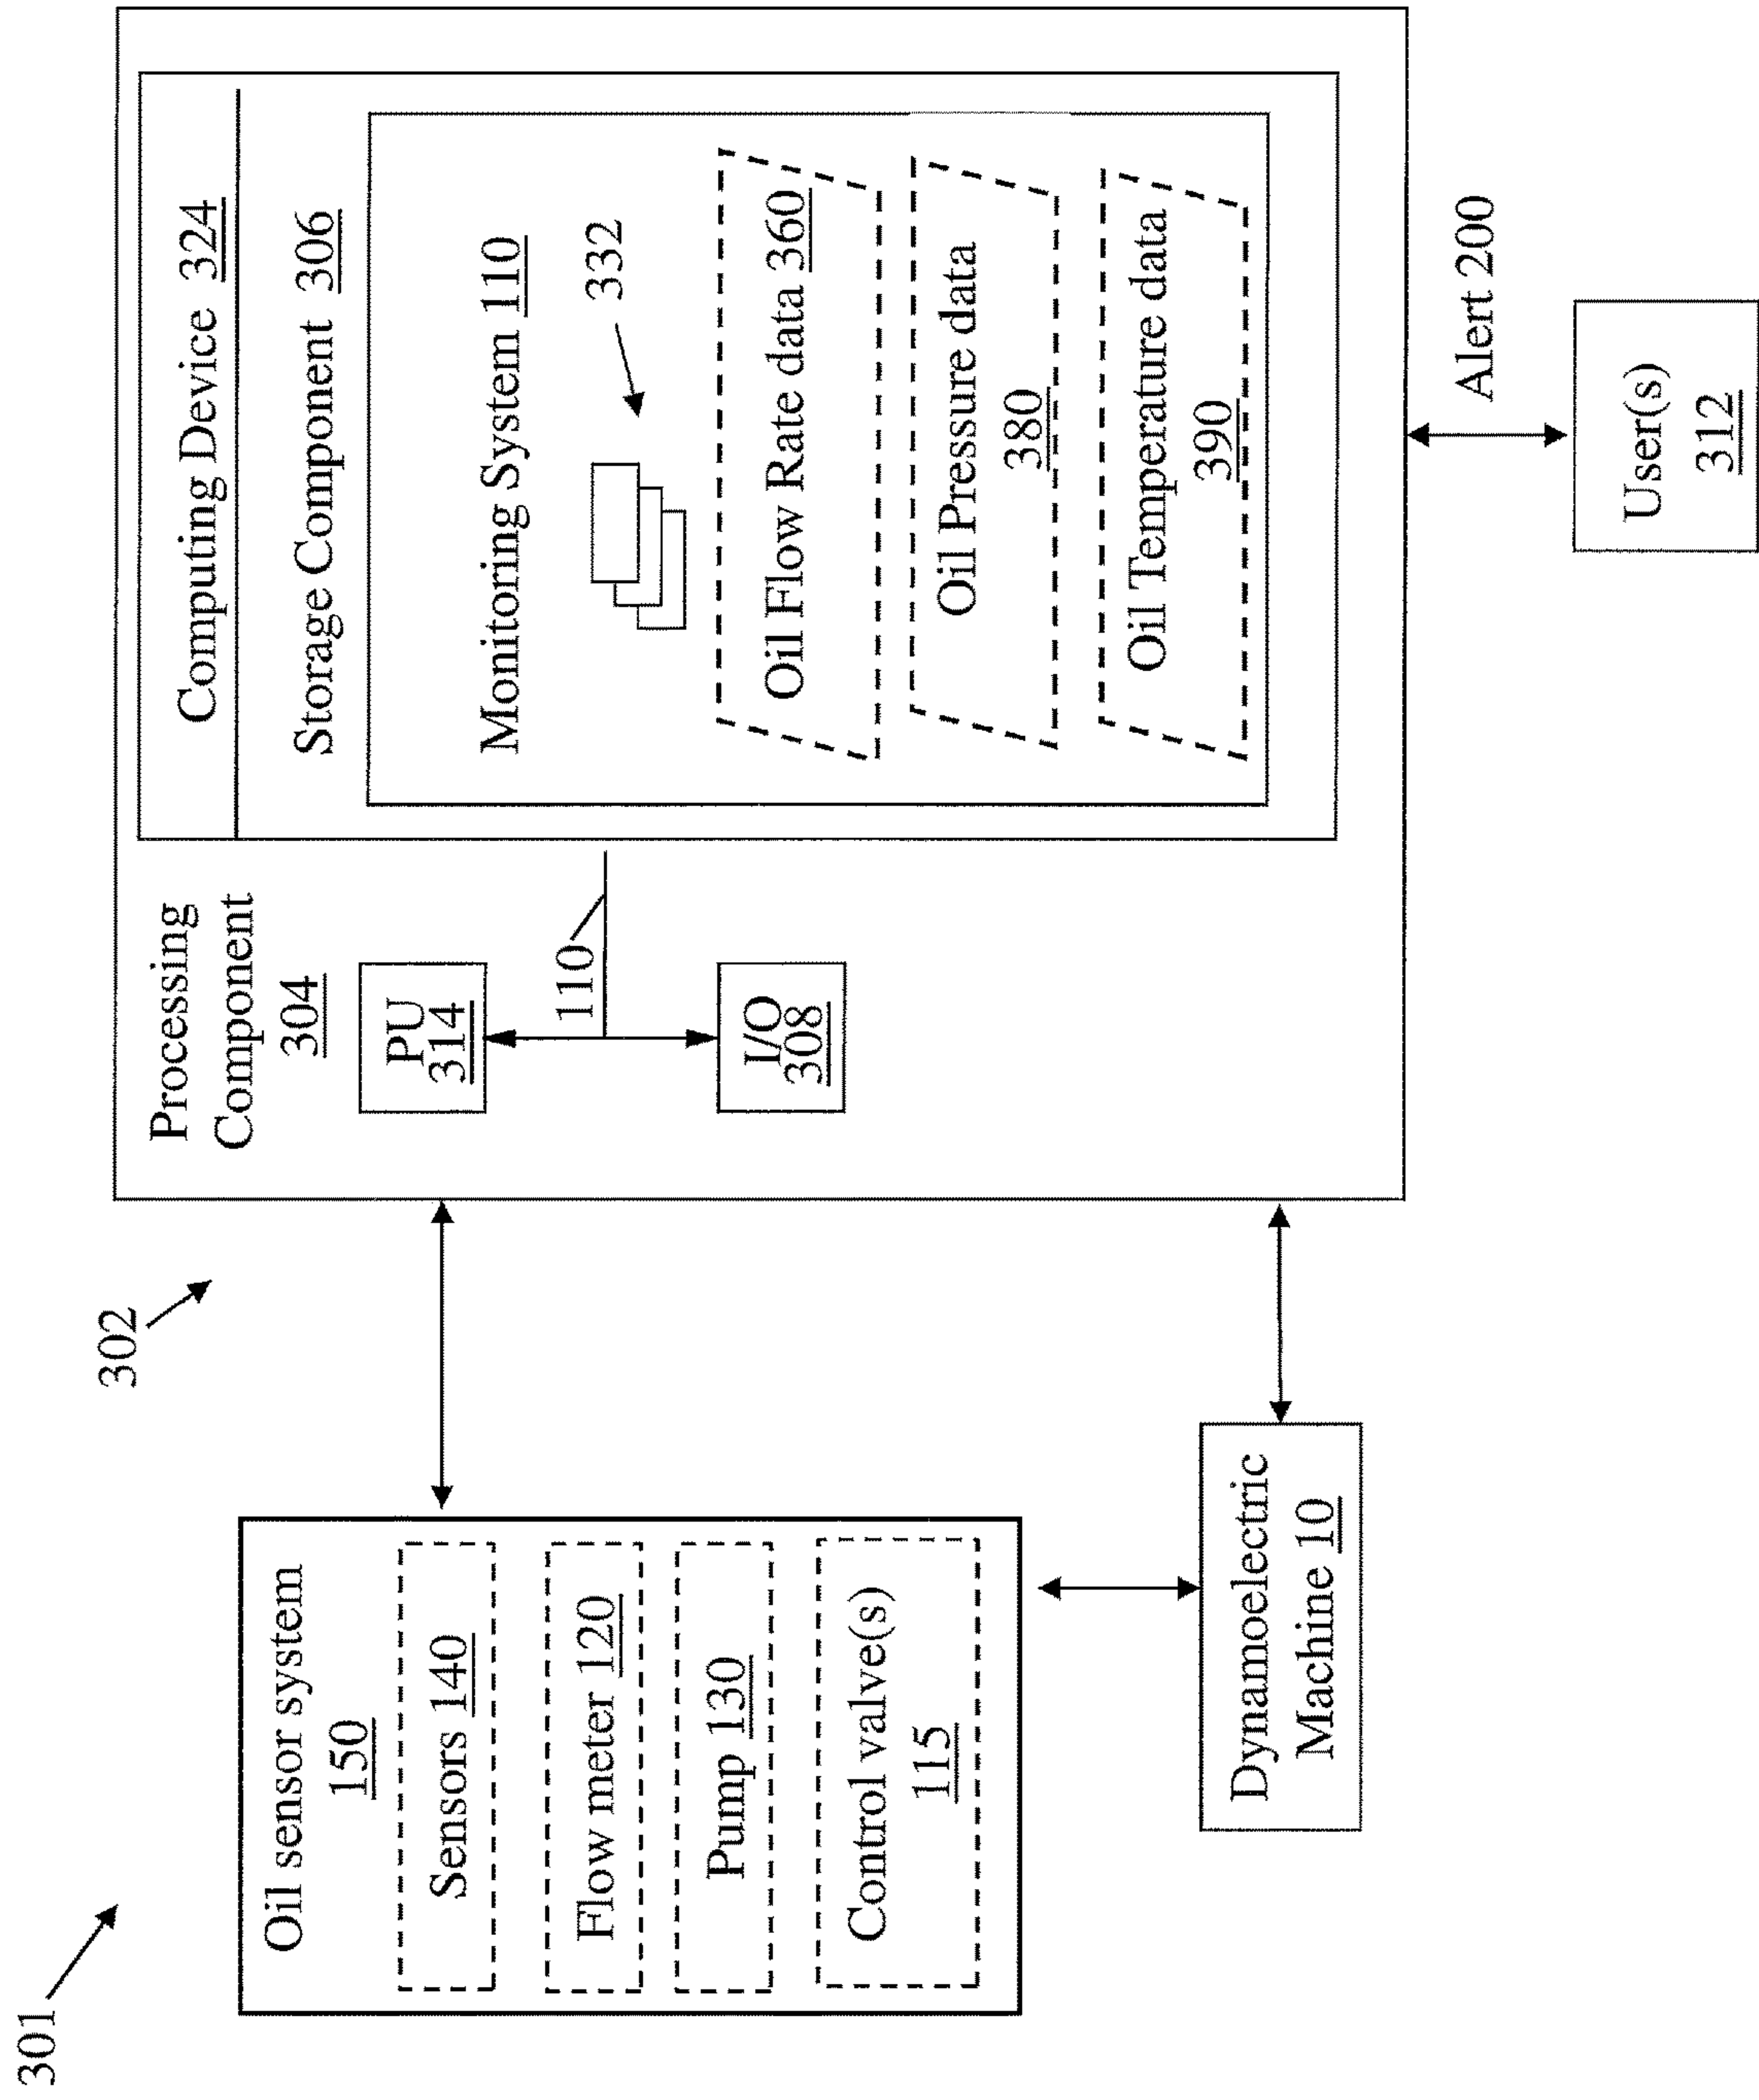 301
302
Processing
Component
304
Computing Device 324
Storage Component 306
PU
314
110
I/O
308
Monitoring System 110
332
Oil Flow Rate data 360
Oil Pressure data
380
Oil Temperature data
390
Oil sensor system
150
Sensors 140
Flow meter 120
Pump 130
Control valve(s)
115
Dynamoelectric
Machine 10
Alert 200
User(s)
312